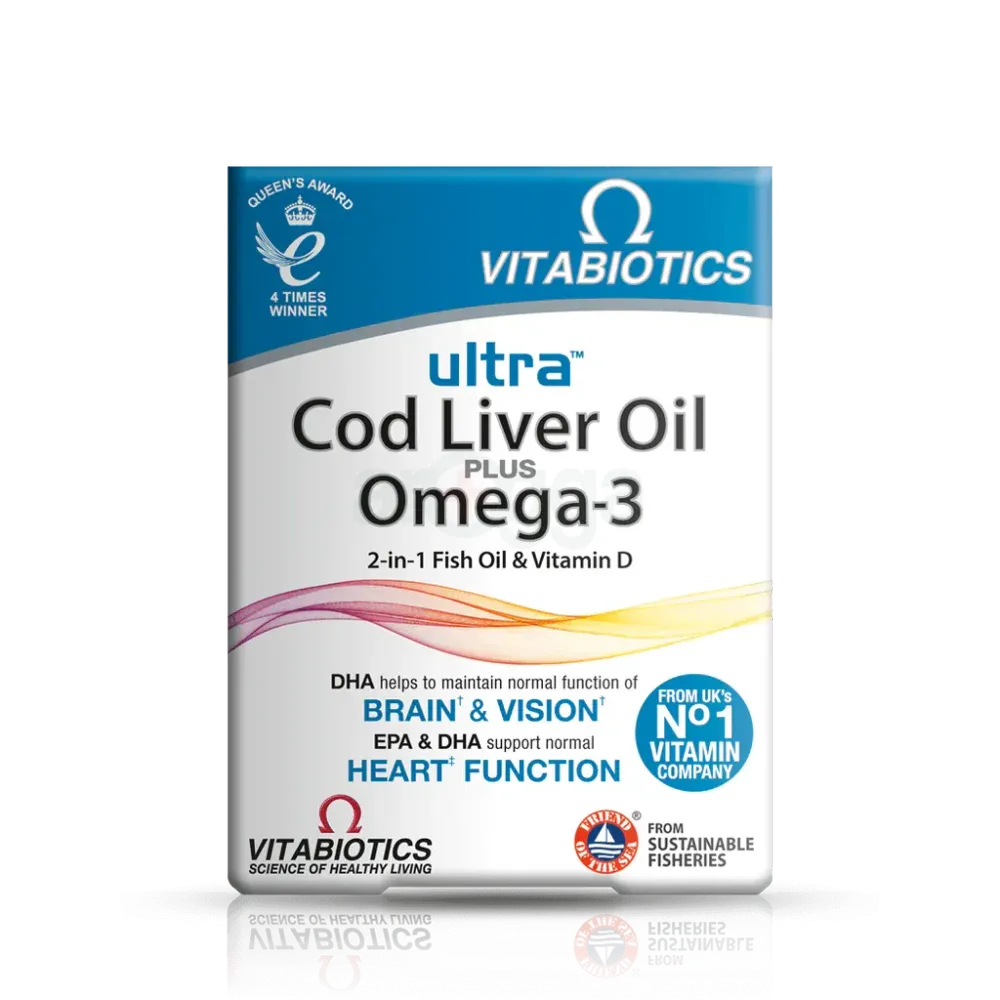 QUEEN'S AWARD
4 TIMES
WINNER
VITABIOTICS
ultra™
Cod Liver Oil
PLUS
Omega-3
2-in-1 Fish Oil & Vitamin D
DHA helps to maintain normal function of
BRAIN† & VISION†
EPA & DHA support normal
HEART‡ FUNCTION
FROM UK's
Nº 1
VITAMIN
COMPANY
VITABIOTICS
SCIENCE OF HEALTHY LIVING
FRIEND
OF THE SEA
®
FROM
SUSTAINABLE
FISHERIES